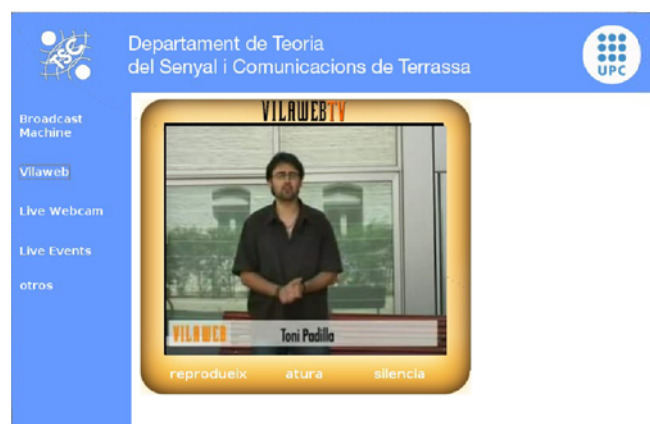 TSC
Departament de Teoria
del Senyal i Comunicacions de Terrassa
UPC
Broadcast
Machine
Vilaweb
Live Webcam
Live Events
otros
VILAWEBTV
VILAWEB
Toni Padilla
reprodueix atura silencia